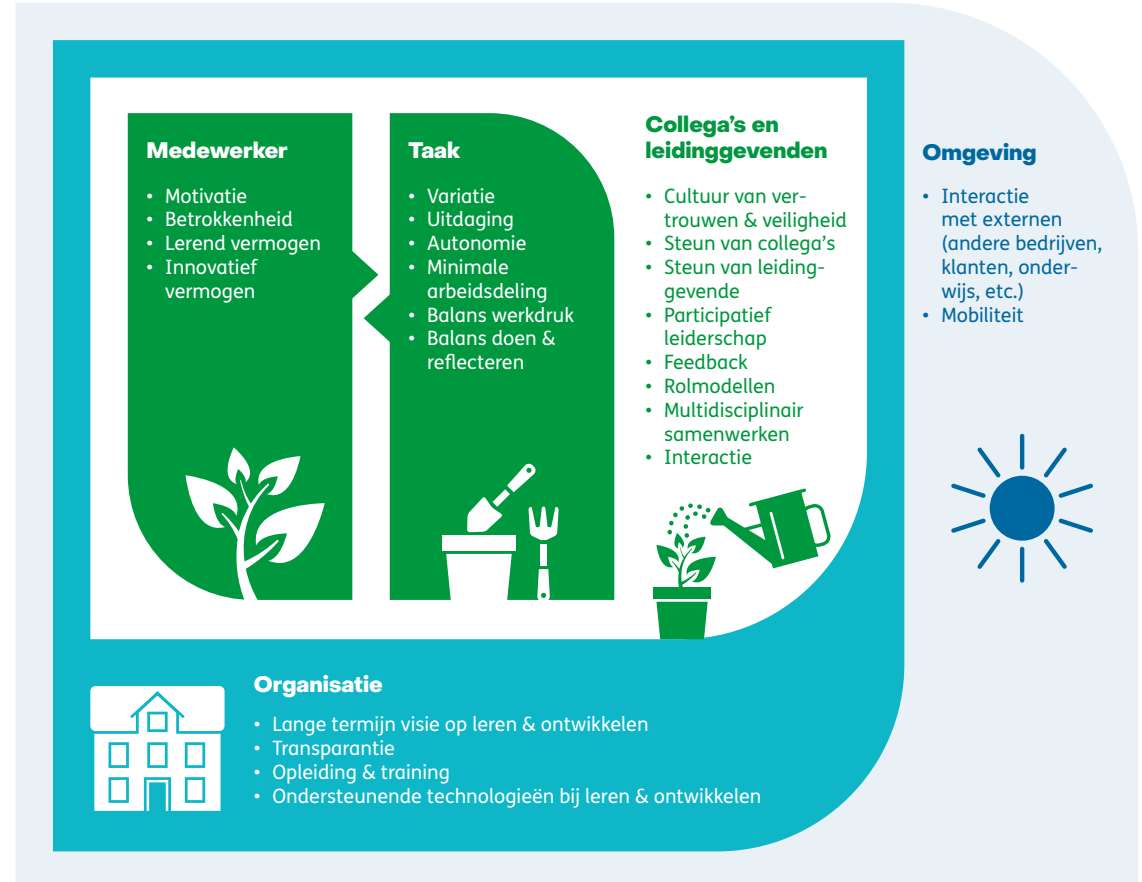 Medewerker
• Motivatie
• Betrokkenheid
• Lerend vermogen
• Innovatief
vermogen
Taak
• Variatie
• Uitdaging
• Autonomie
• Minimale
arbeidsdeling
• Balans werkdruk
• Balans doen &
reflecteren
Collega's en
leidinggevenden
• Cultuur van ver-
trouwen & veiligheid
• Steun van collega's
• Steun van leiding-
gevende
• Participatief
leiderschap
• Feedback
• Rolmodellen
• Multidisciplinair
samenwerken
• Interactie
Omgeving
• Interactie
met externen
(andere bedrijven,
klanten, onder-
wijs, etc.)
• Mobiliteit
Organisatie
• Lange termijn visie op leren & ontwikkelen
• Transparantie
• Opleiding & training
• Ondersteunende technologieën bij leren & ontwikkelen